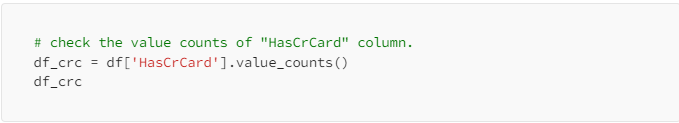 # check the value counts of "HasCrCard" column.
df_crc = df['HasCrCard'].value_counts()
df_crc